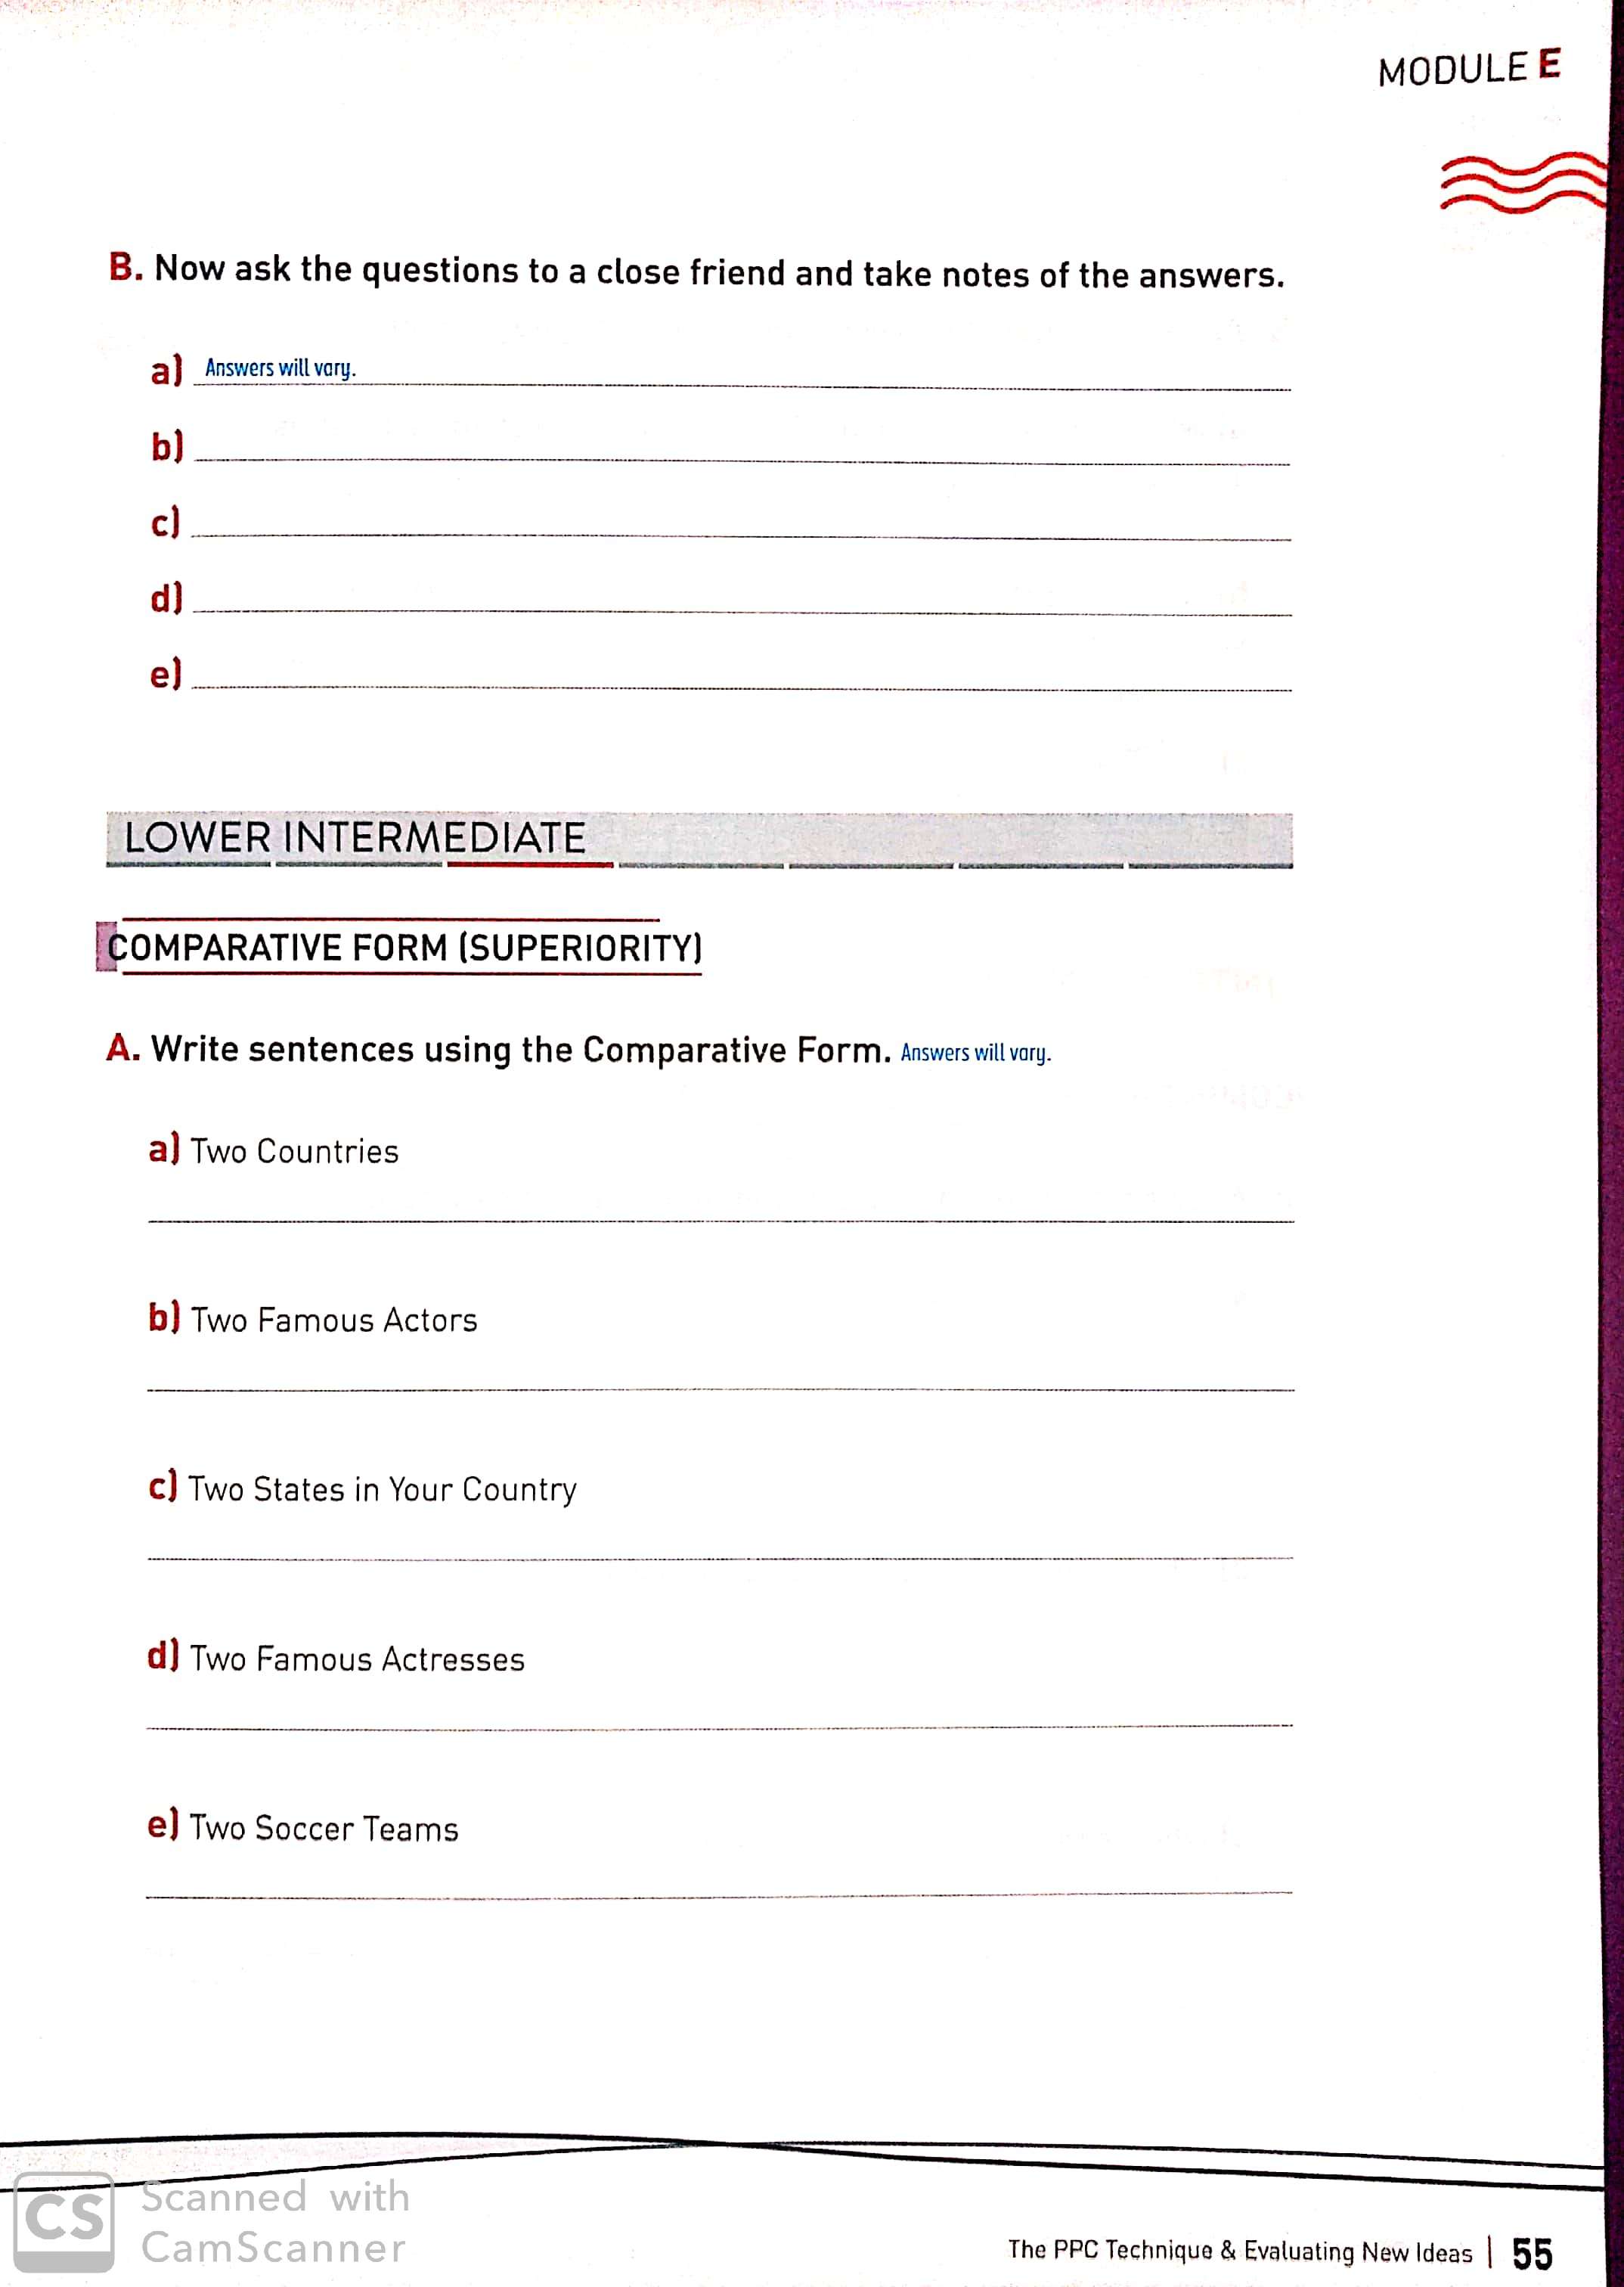 MODULE E
B. Now ask the questions to a close friend and take notes of the answers.
a) Answers will vary.
b)
c)
d)
e)
LOWER INTERMEDIATE
COMPARATIVE FORM (SUPERIORITY)
A. Write sentences using the Comparative Form. Answers will vary.
a) Two Countries
b) Two Famous Actors
c) Two States in Your Country
d) Two Famous Actresses
e) Two Soccer Teams
CS Scanned with
CamScanner
The PPC Technique & Evaluating New Ideas | 55